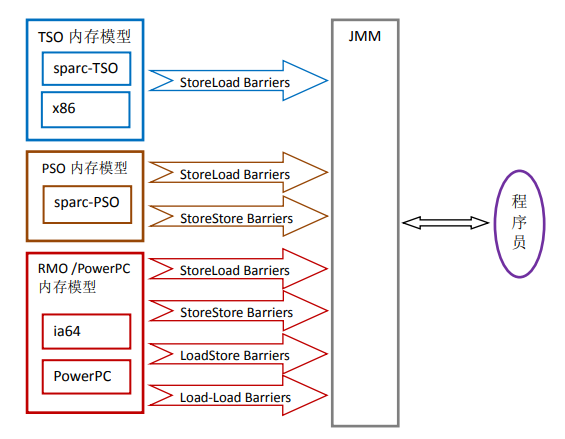 TSO 内存模型
sparc-TSO
x86
StoreLoad Barriers
PSO 内存模型
sparc-PSO
StoreLoad Barriers
StoreStore Barriers
RMO /PowerPC
内存模型
ia64
PowerPC
StoreLoad Barriers
StoreStore Barriers
LoadStore Barriers
Load-Load Barriers
JMM
程
序
员